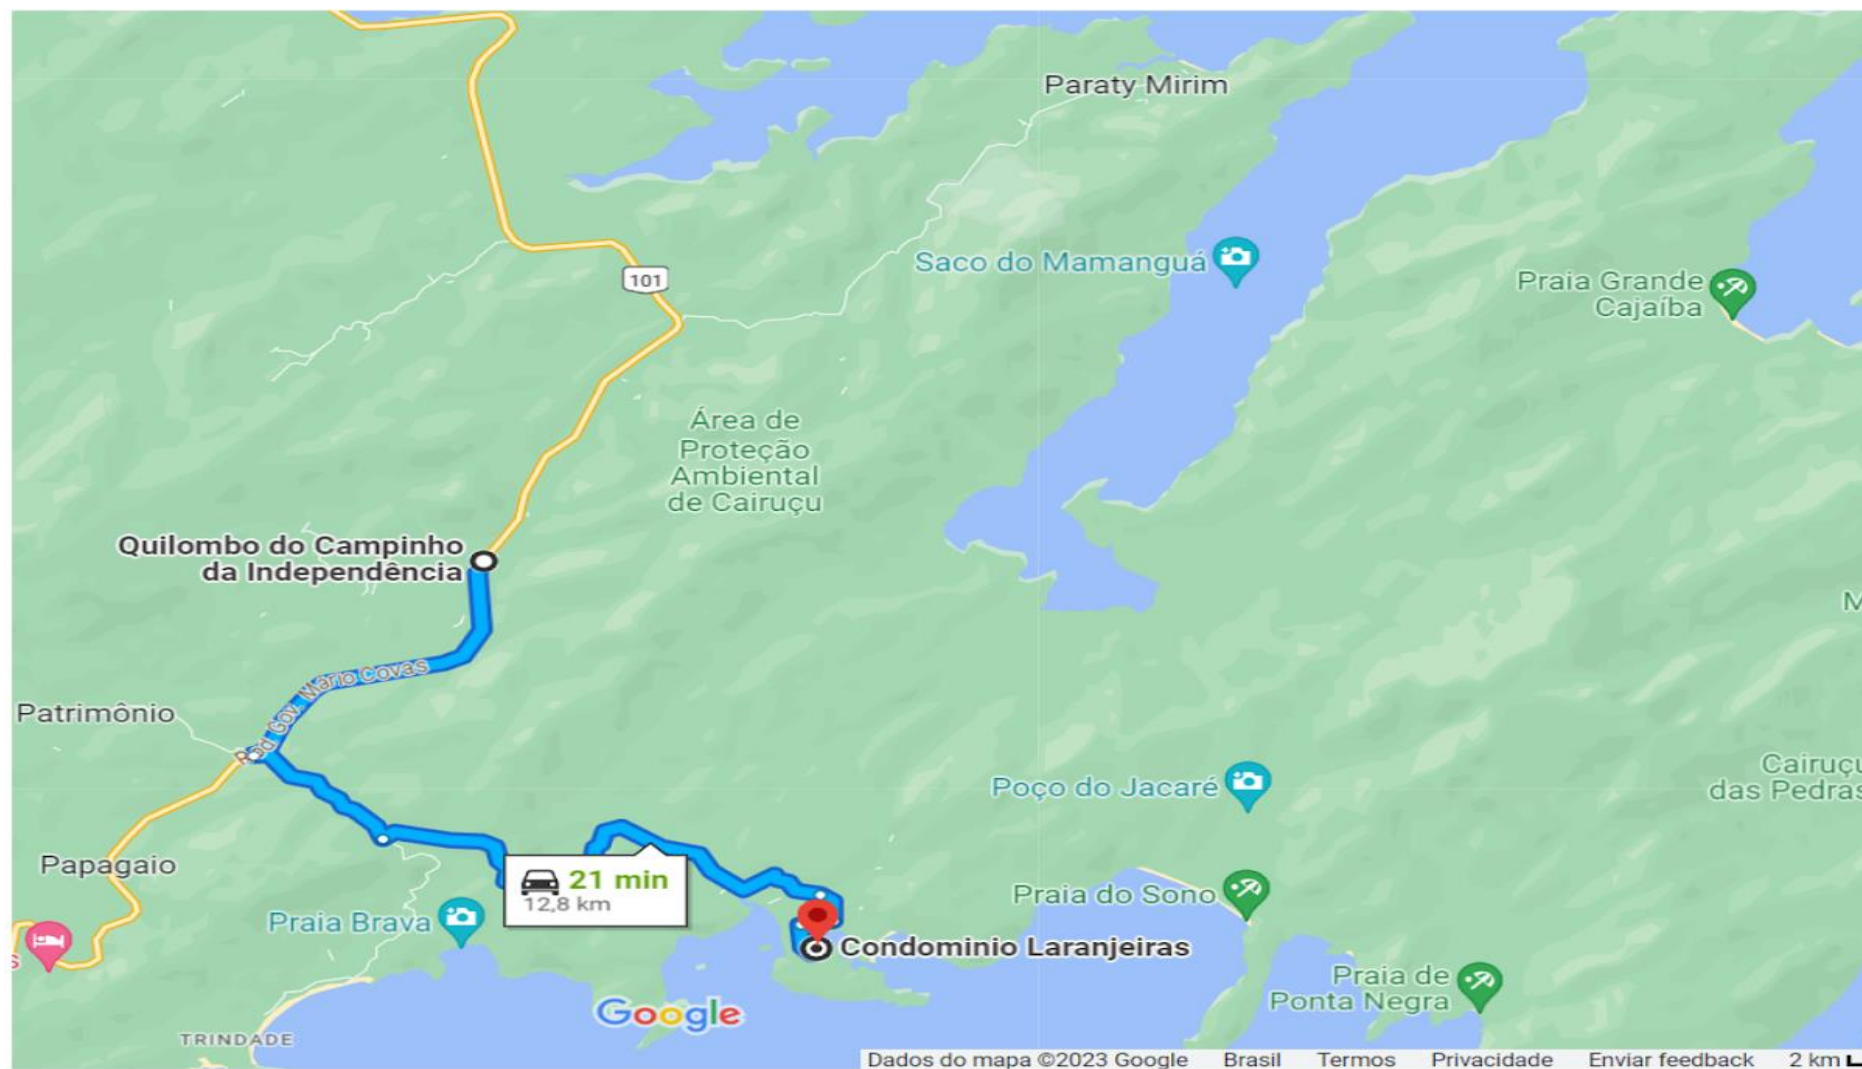 Paraty Mirim
101
Saco do Mamanguá
Praia Grande
Cajaíba
Área de
Proteção
Ambiental
de Cairuçu
Quilombo do Campinho
da Independência
Rod. Gov. Mário Covas
Patrimônio
Poço do Jacaré
Cairuçu
das Pedras
Papagaio
21 min
12,8 km
Praia do Sono
Praia Brava
Condominio Laranjeiras
Praia de
Ponta Negra
Google
TRINDADE
Dados do mapa ©2023 Google Brasil Termos Privacidade Enviar feedback 2 km